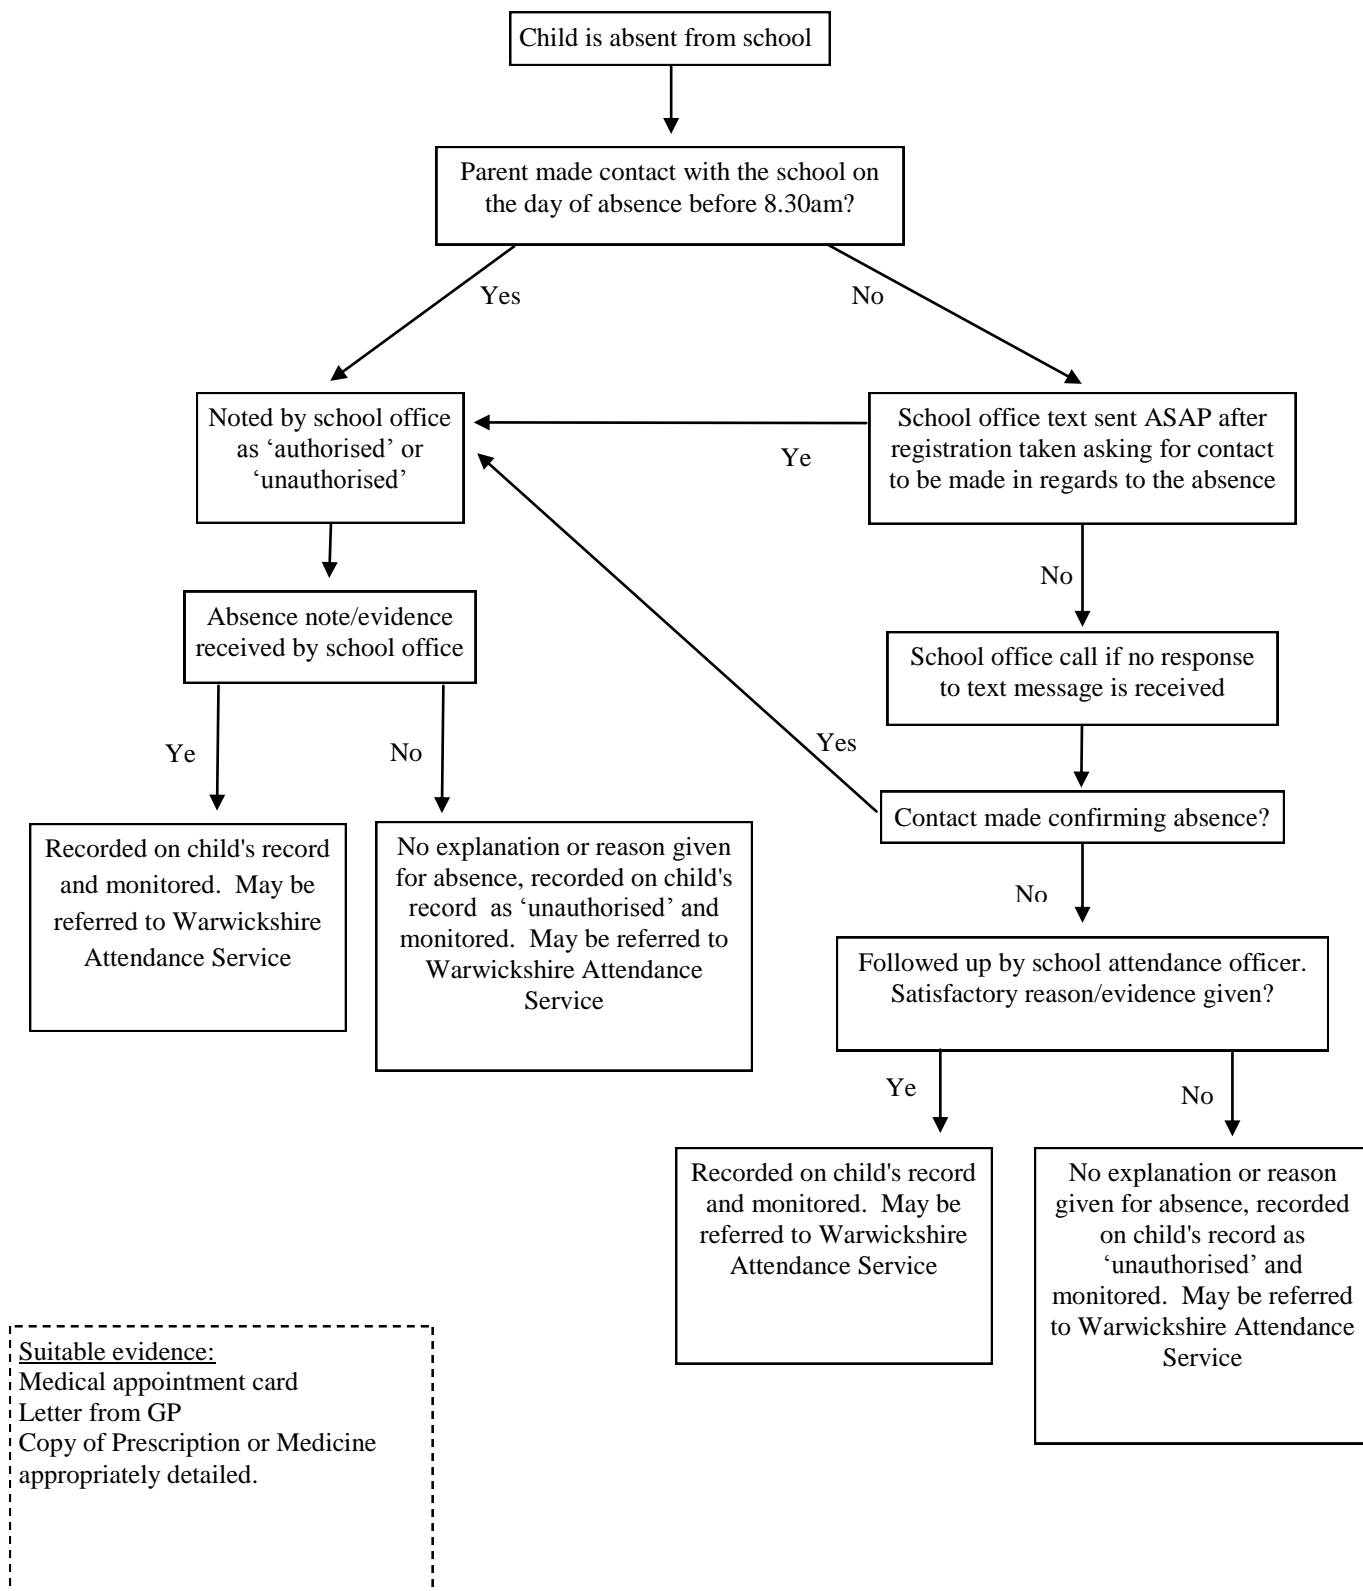 Child is absent from school
Parent made contact with the school on
the day of absence before 8.30am?
Yes
No
Noted by school office
as ‘authorised’ or
‘unauthorised’
Ye
School office text sent ASAP after
registration taken asking for contact
to be made in regards to the absence
No
Absence note/evidence
received by school office
School office call if no response
to text message is received
Ye
No
Yes
Contact made confirming absence?
Recorded on child's record
and monitored.  May be
referred to Warwickshire
Attendance Service
No explanation or reason given
for absence, recorded on child's
record  as ‘unauthorised’ and
monitored.  May be referred to
Warwickshire Attendance
Service
No
Followed up by school attendance officer.
Satisfactory reason/evidence given?
Ye
No
Recorded on child's record
and monitored.  May be
referred to Warwickshire
Attendance Service
No explanation or reason
given for absence, recorded
on child's record as
‘unauthorised’ and
monitored.  May be referred
to Warwickshire Attendance
Service
Suitable evidence:
Medical appointment card
Letter from GP
Copy of Prescription or Medicine
appropriately detailed.